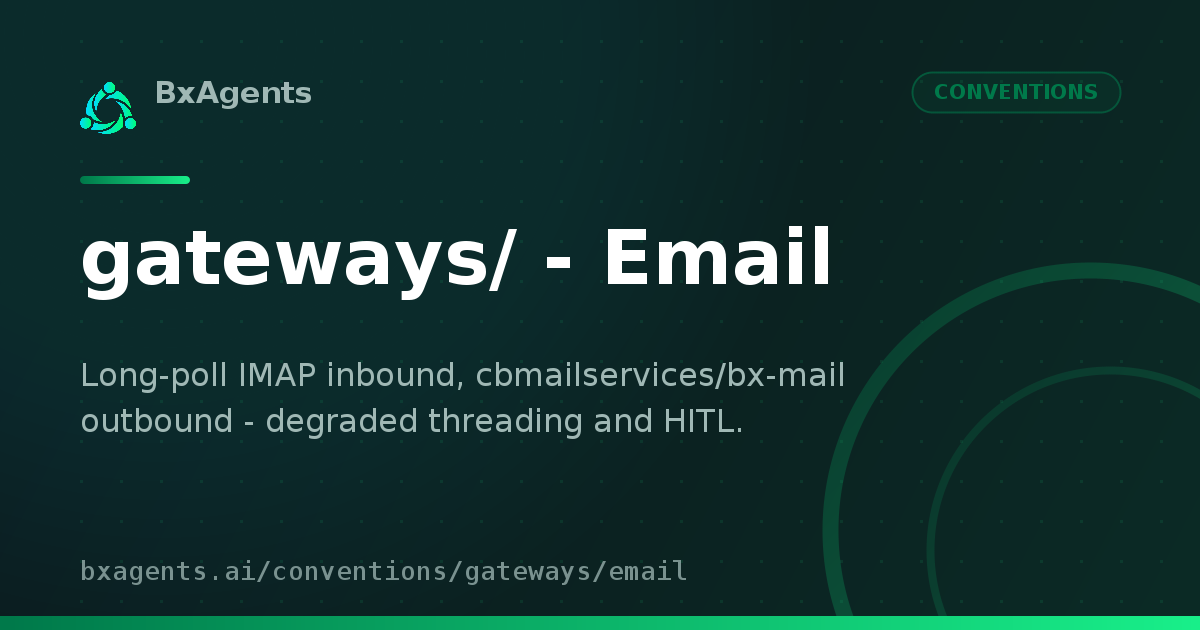 BxAgents
CONVENTIONS
gateways/ - Email
Long-poll IMAP inbound, cbmailservices/bx-mail
outbound - degraded threading and HITL.
bxagents.ai/conventions/gateways/email